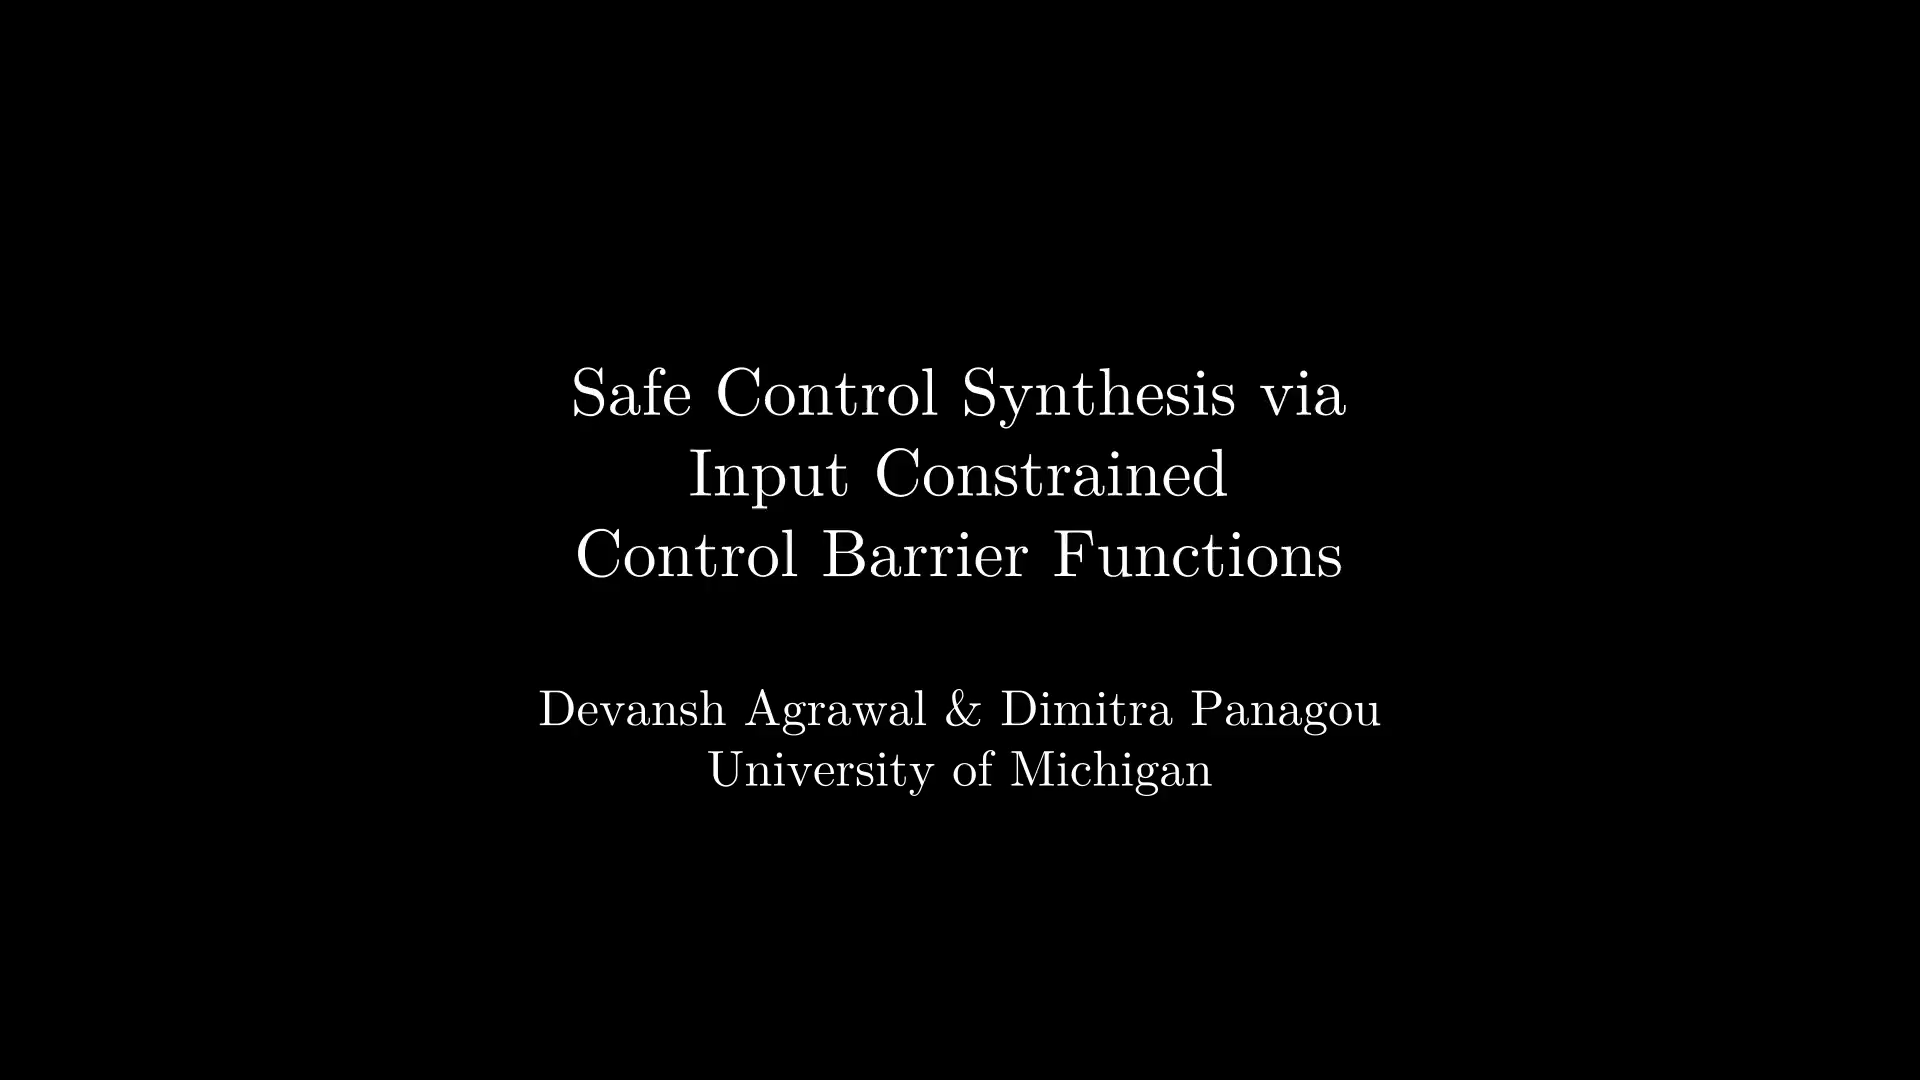 Safe Control Synthesis via
Input Constrained
Control Barrier Functions
Devansh Agrawal & Dimitra Panagou
University of Michigan